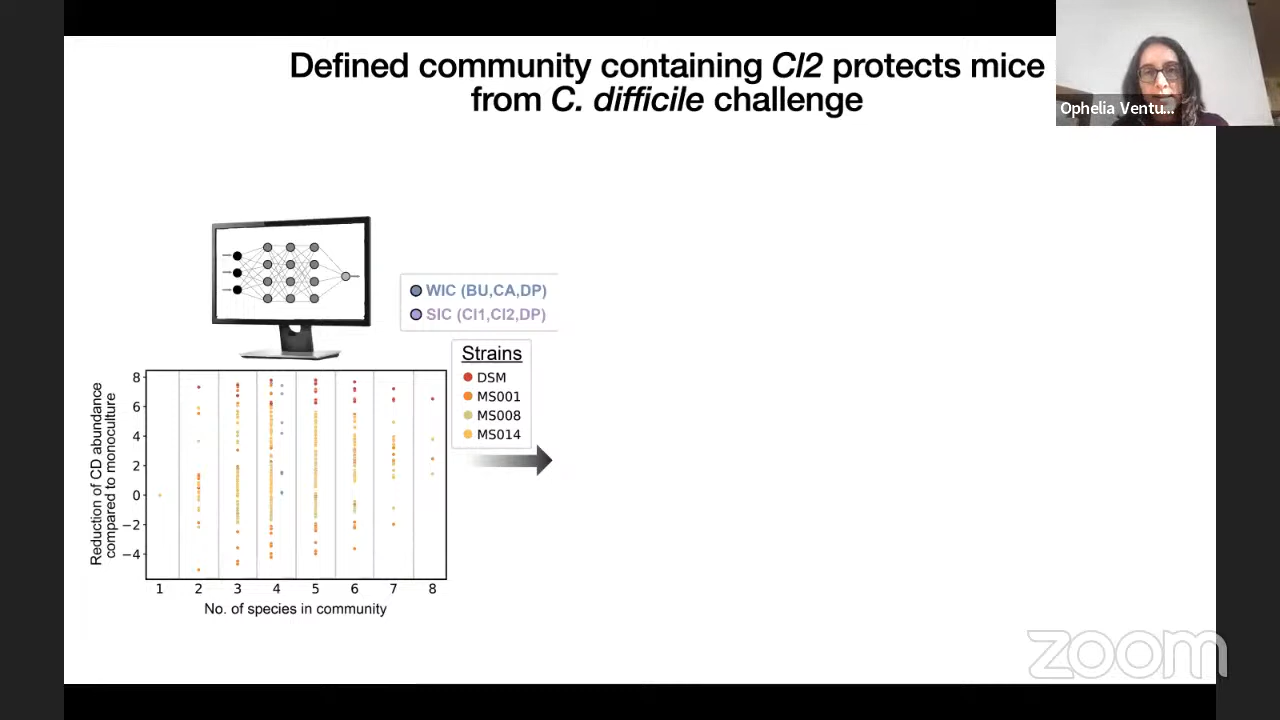 Defined community containing Cl2 protects mice
from C. difficile challenge
Ophelia Ventu...
WIC (BU,CA,DP)
SIC (Cl1,Cl2,DP)
Strains
DSM
MS001
MS008
MS014
Reduction of CD abundance
compared to monoculture
8
6
4
2
0
−2
−4
1 2 3 4 5 6 7 8
No. of species in community
zoom